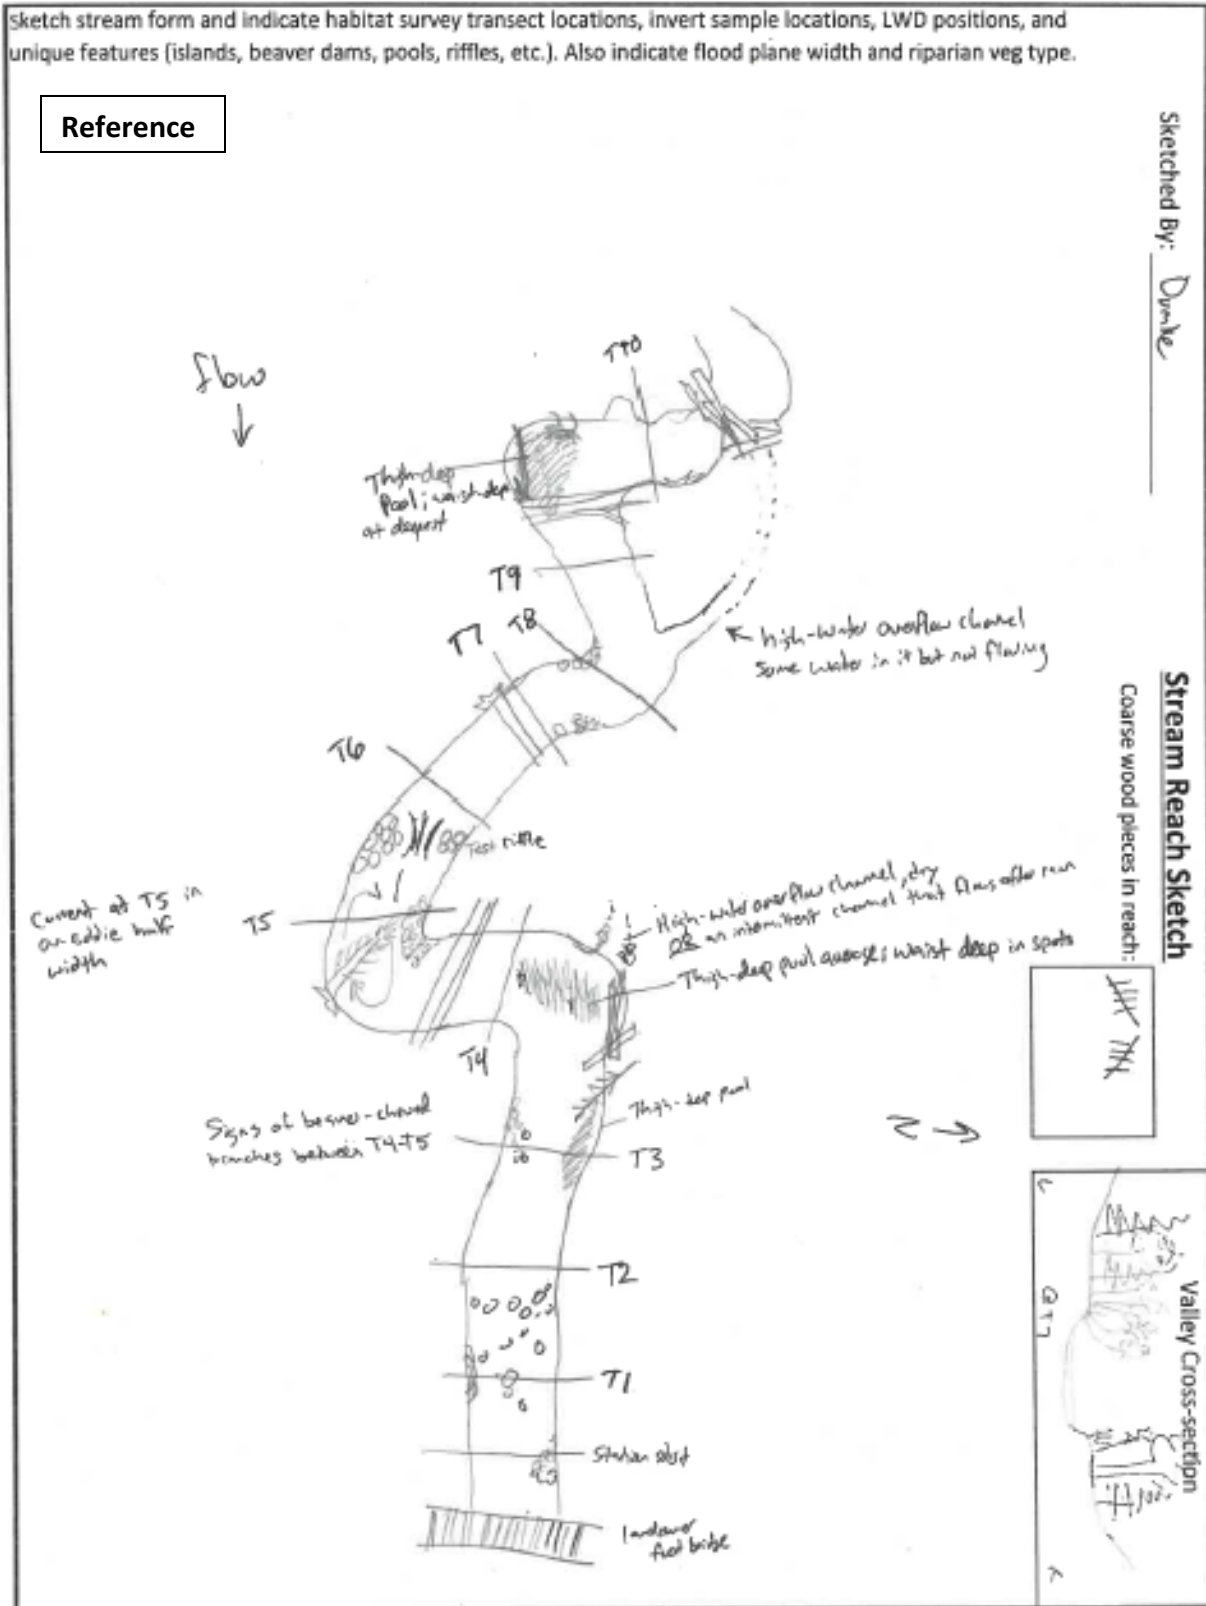 Sketch stream form and indicate habitat survey transect locations, invert sample locations, LWD positions, and
unique features (islands, beaver dams, pools, riffles, etc.). Also indicate flood plane width and riparian veg type.
Reference
Sketched By: Dumke
flow
T10
Thigh-deep
Pool; waist-deep
at deepest
T9
T8
T7
high-water overflow channel
Some water in it but not flowing
Stream Reach Sketch
Coarse wood pieces in reach:
T6
Test riffle
Current at T5 in
an eddie half
width
T5
High-water overflow channel, dry
OR an intermittent channel that flows after rain
Thigh-deep pool average; waist deep in spots
T4
Thigh-deep pool
Signs of beaver-chewed
branches between T4-T5
N
T3
T2
Valley Cross-section
@T7
T1
Station start
landowner
foot bridge